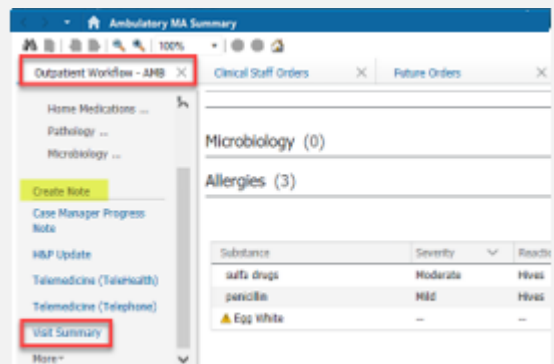 Ambulatory MA Summary
100%
Outpatient Workflow - AMB
Clinical Staff Orders
Future Orders
Home Medications ...
Pathology ...
Microbiology ...
Create Note
Case Manager Progress
Note
H&P Update
Telemedicine (TeleHealth)
Telemedicine (Telephone)
Visit Summary
More
Microbiology (0)
Allergies (3)
Substance Severity Reactio
sulfa drugs Moderate Hives
penicillin Mild Hives
Egg White -- --